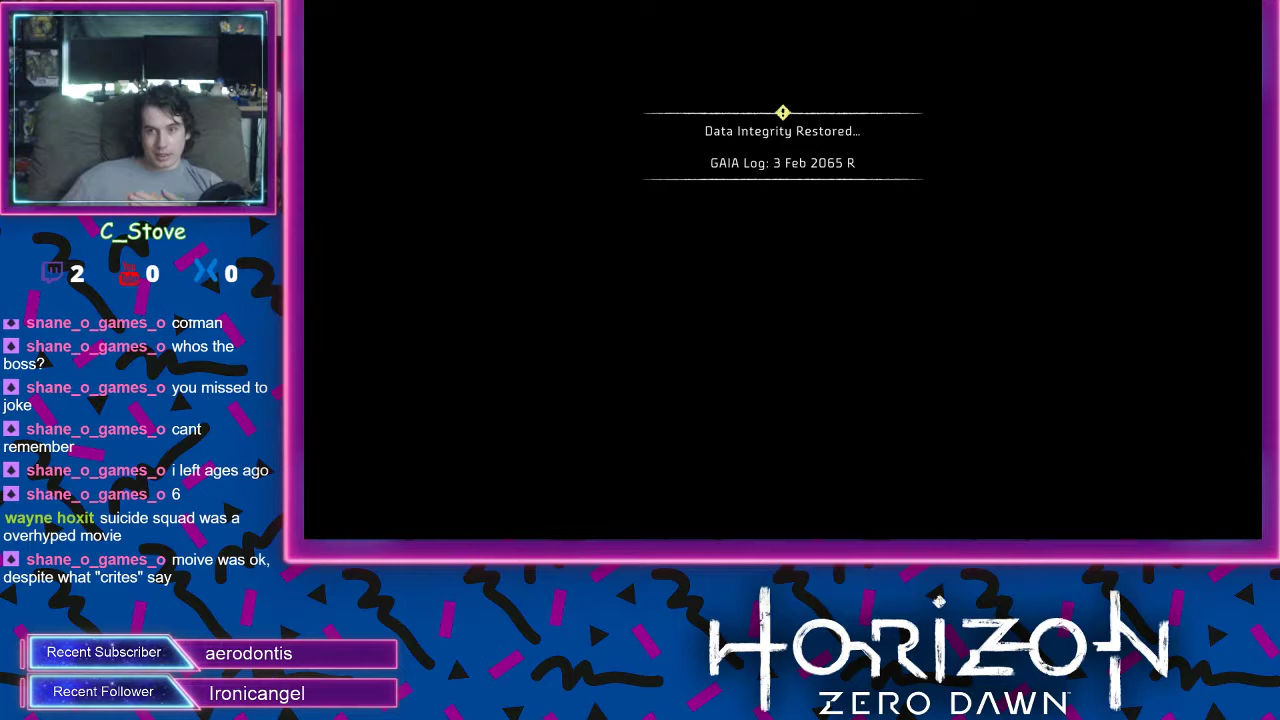 Data Integrity Restored...
GAIA Log: 3 Feb 2065 R
C_Stove
2
0
0
shane_o_games_o cotman
shane_o_games_o whos the
boss?
shane_o_games_o you missed to
joke
shane_o_games_o cant
remember
shane_o_games_o i left ages ago
shane_o_games_o 6
wayne hoxit suicide squad was a
overhyped movie
shane_o_games_o moive was ok,
despite what "crites" say
Recent Subscriber aerodontis
Recent Follower Ironicangel
HORIZON
ZERO DAWN